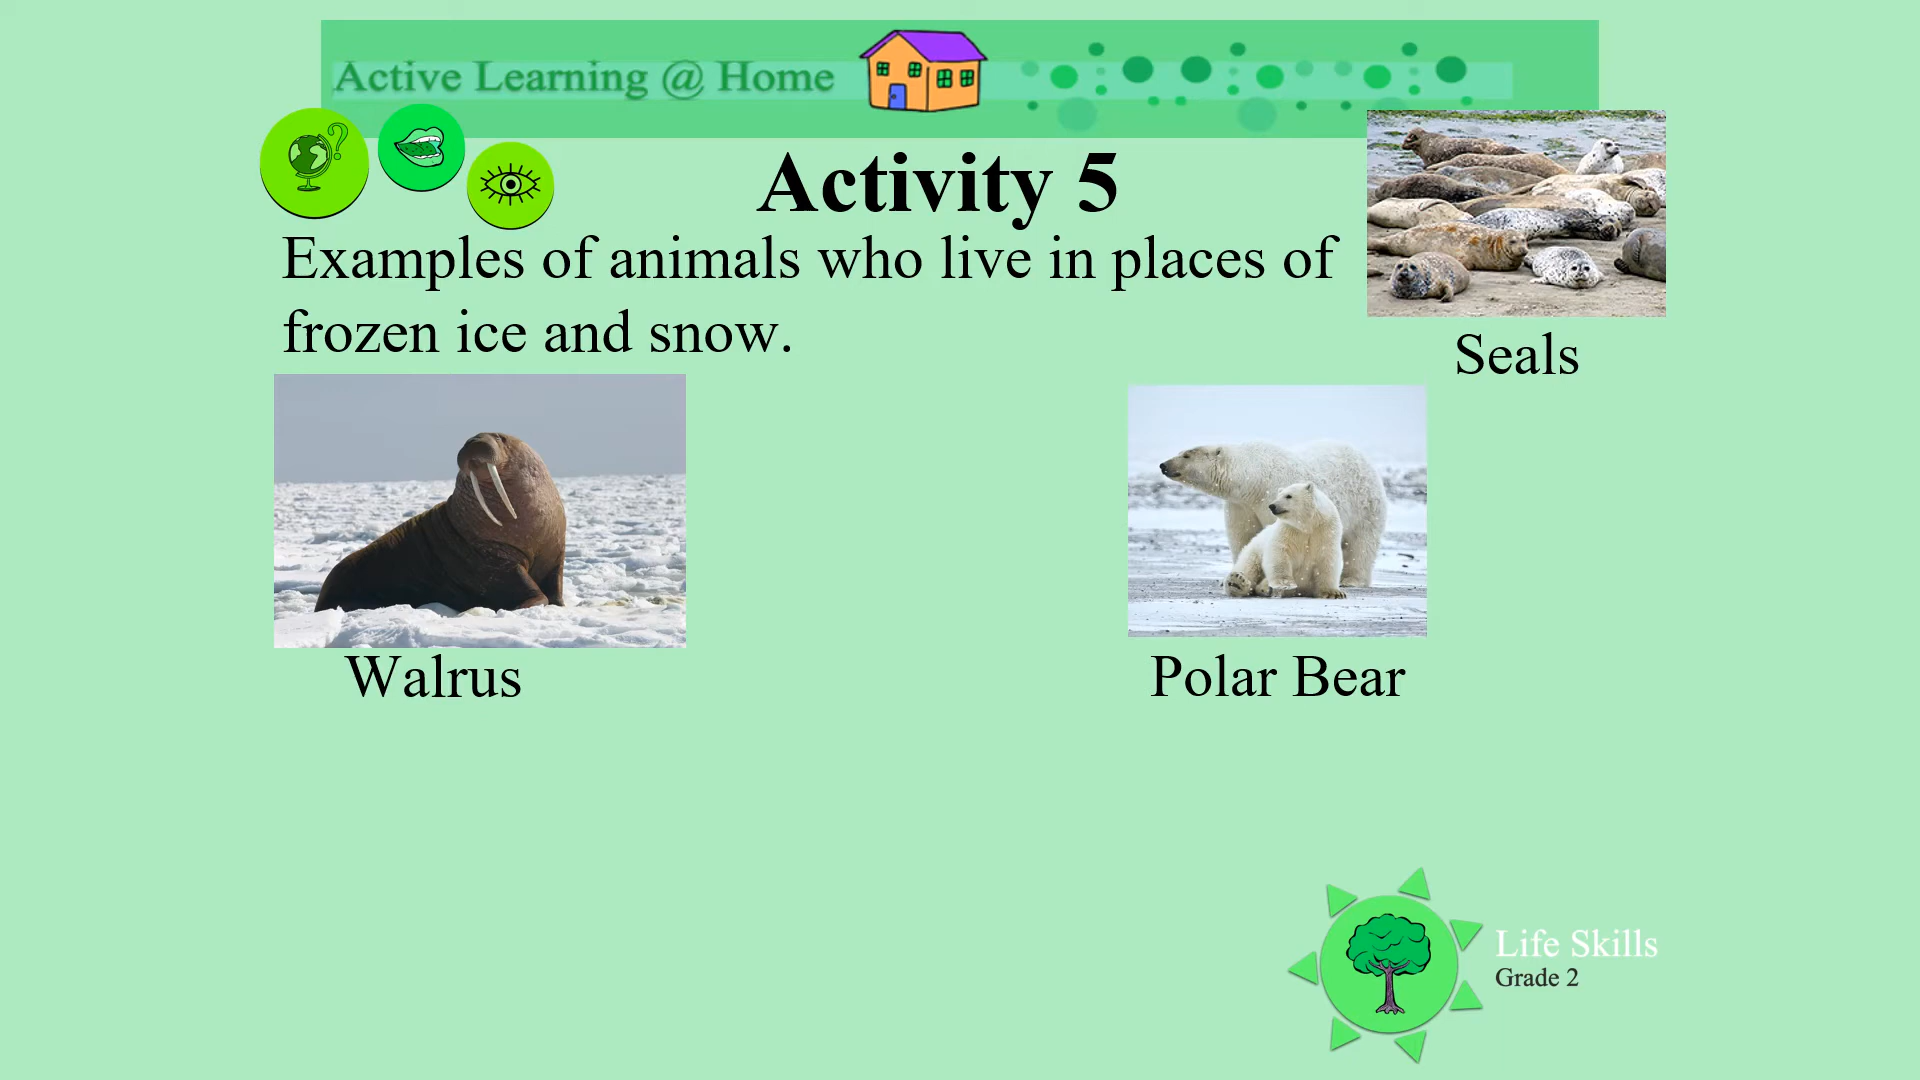 Active Learning @ Home
Activity 5
Examples of animals who live in places of
frozen ice and snow.
Seals
Walrus
Polar Bear
Life Skills
Grade 2